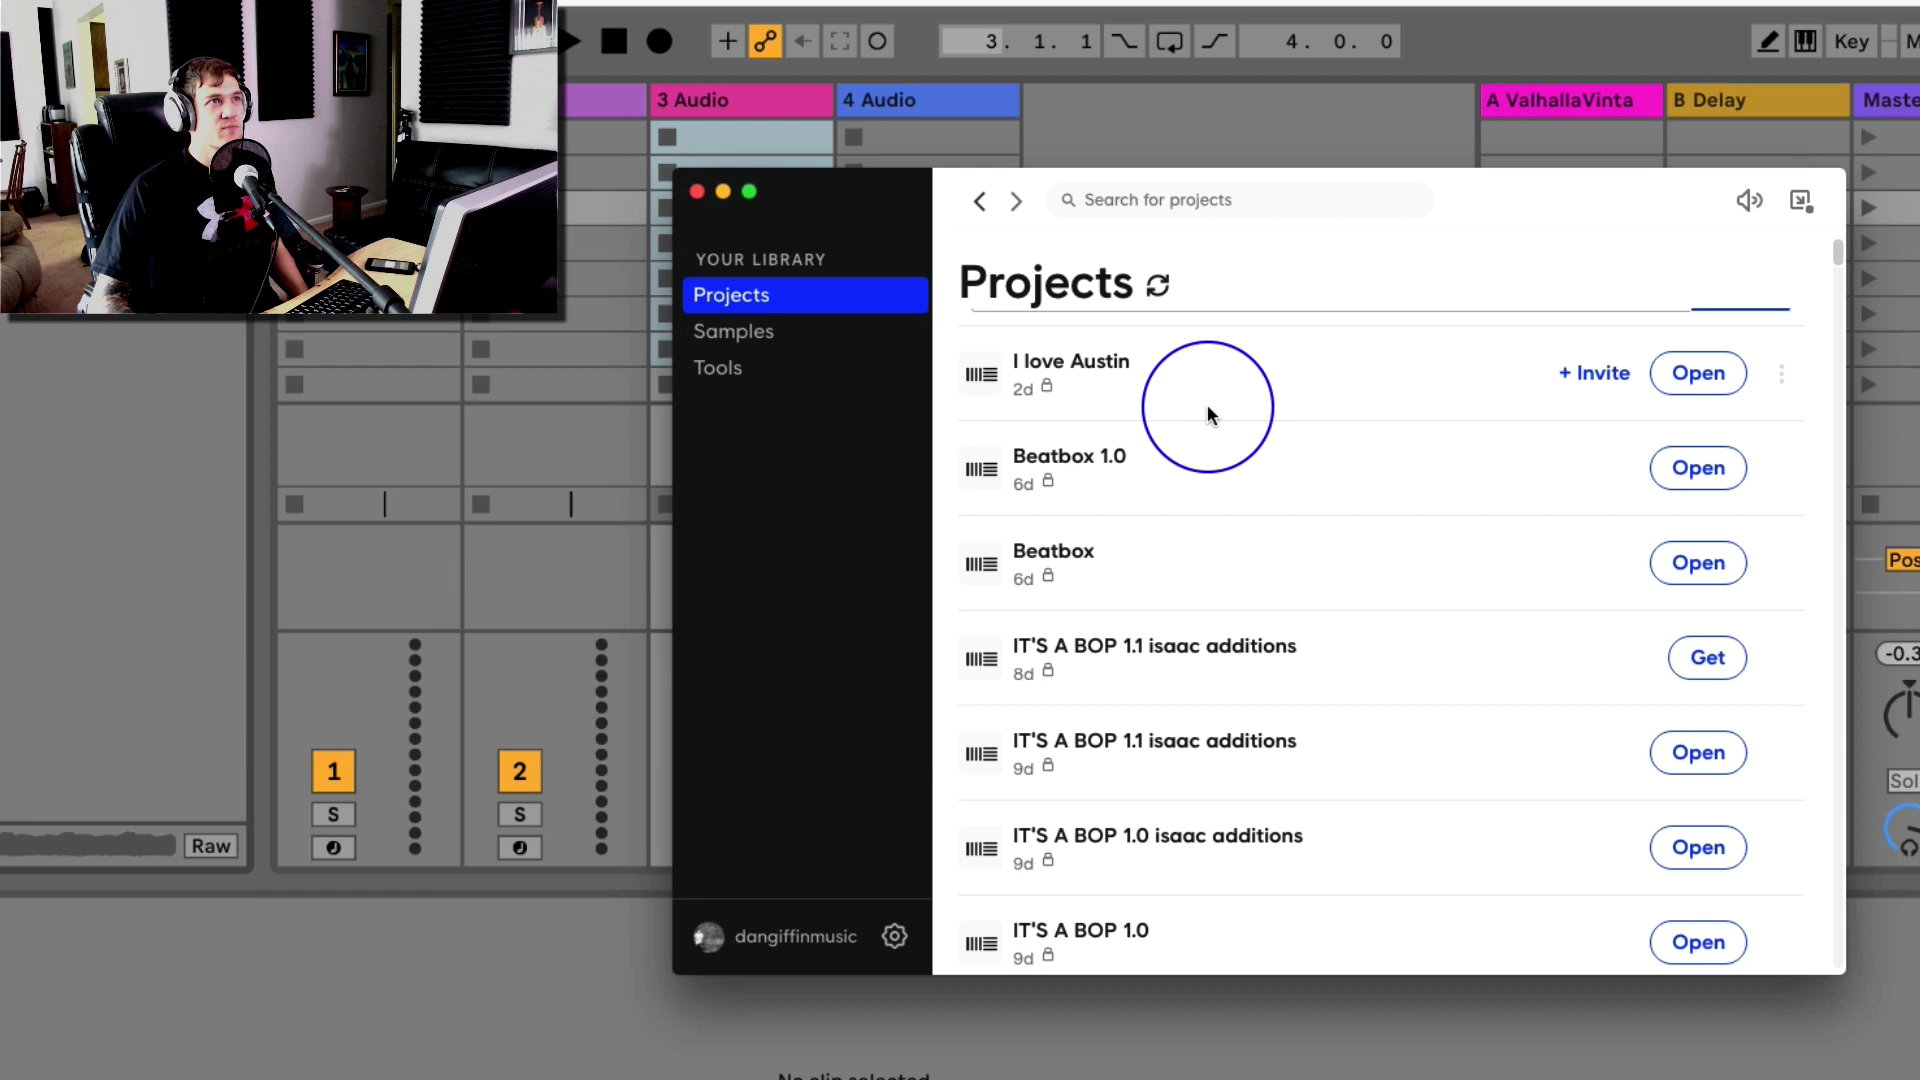 3. 1. 1
4. 0. 0
Key
3 Audio
4 Audio
A ValhallaVinta
B Delay
Maste
Search for projects
YOUR LIBRARY
Projects
Samples
Tools
dangiffinmusic
Projects
I love Austin
2d
+ Invite
Open
Beatbox 1.0
6d
Open
Beatbox
6d
Open
IT'S A BOP 1.1 isaac additions
8d
Get
IT'S A BOP 1.1 isaac additions
9d
Open
IT'S A BOP 1.0 isaac additions
9d
Open
IT'S A BOP 1.0
9d
Open
1
2
S
S
Raw
Pos
-0.3
Sol
No clip selected